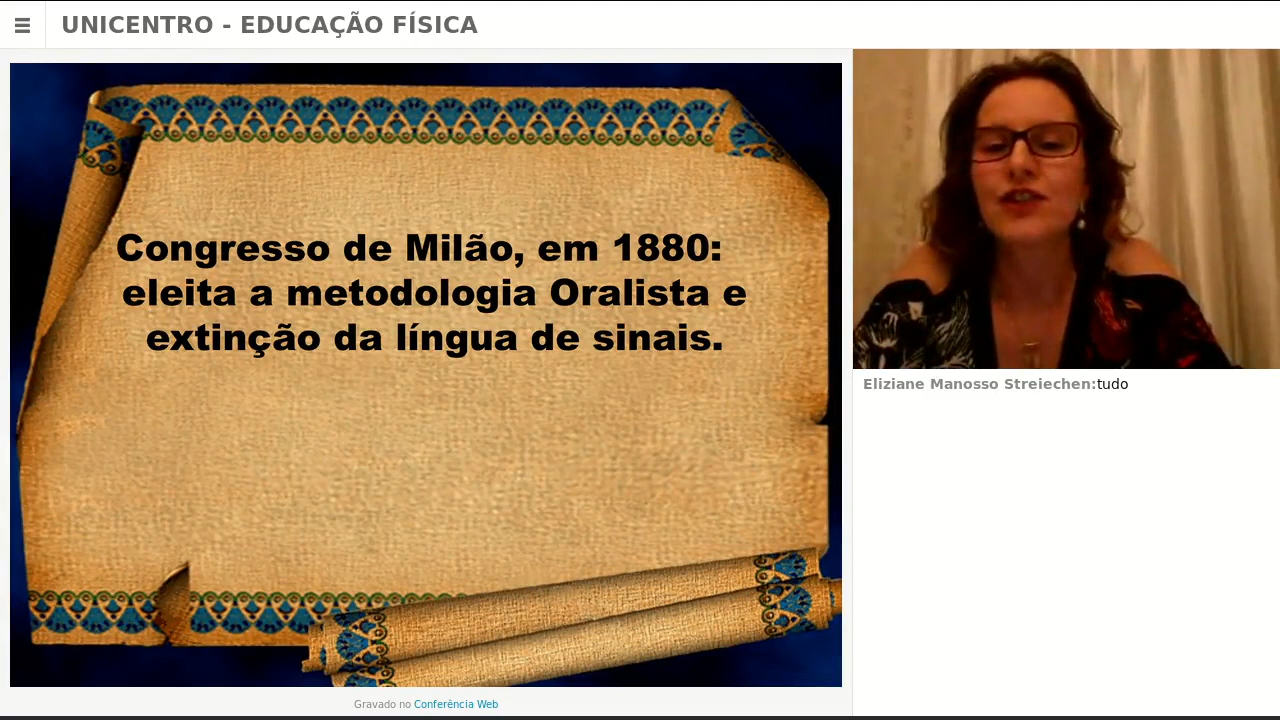 UNICENTRO - EDUCAÇÃO FÍSICA
Congresso de Milão, em 1880:
eleita a metodologia Oralista e
extinção da língua de sinais.
Eliziane Manosso Streiechen:tudo
Gravado no Conferência Web